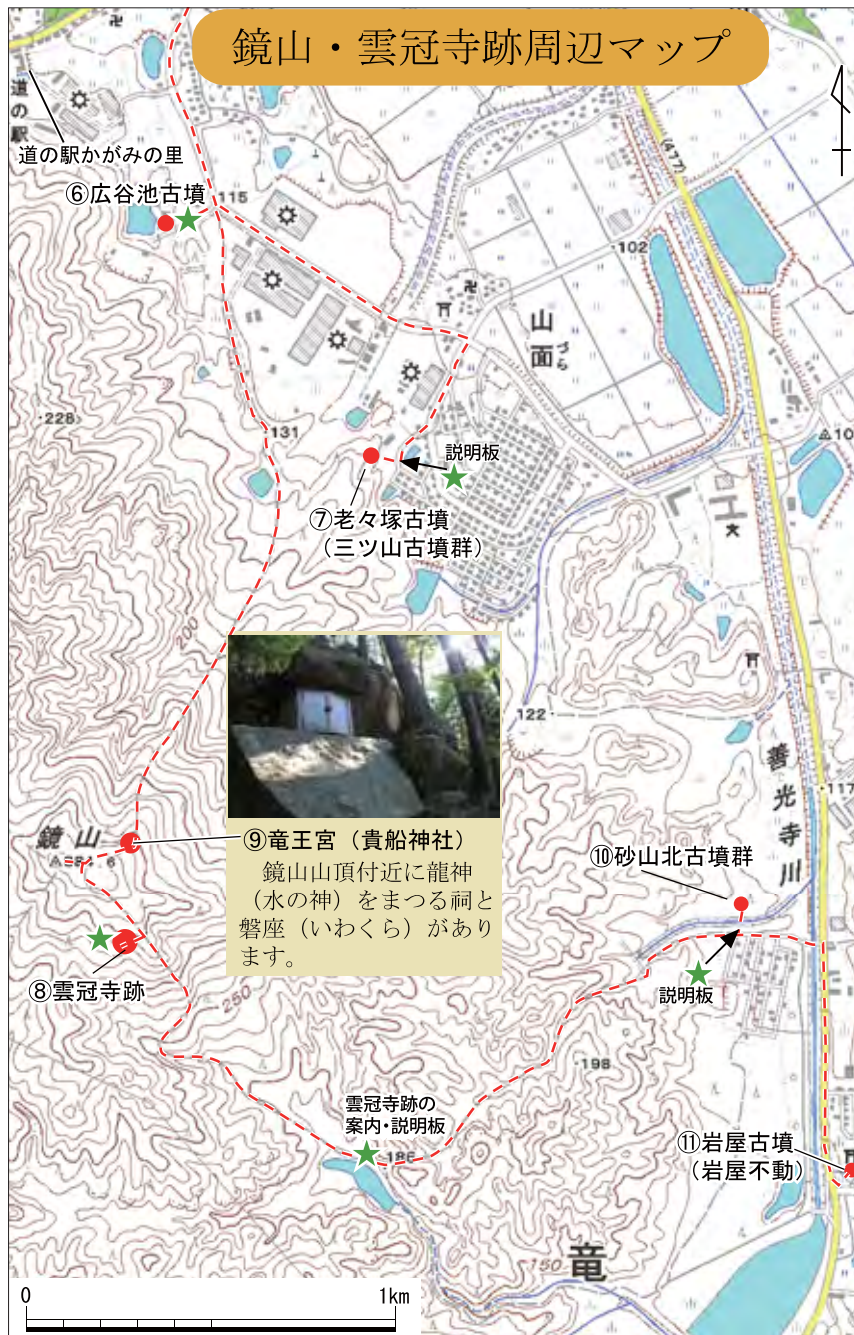 鏡山・雲冠寺跡周辺マップ
道の駅
道の駅かがみの里
⑥広谷池古墳
115
(477)
102
山面
づら
228
131
説明板
⑦老々塚古墳
（三ツ山古墳群）
200
122
善光寺川
117
鏡山
⑨竜王宮（貴船神社）
鏡山山頂付近に龍神
（水の神）をまつる祠と
磐座（いわくら）があり
ます。
⑩砂山北古墳群
⑧雲冠寺跡
250
説明板
198
雲冠寺跡の
案内・説明板
186
⑪岩屋古墳
（岩屋不動）
150
竜
0
1km